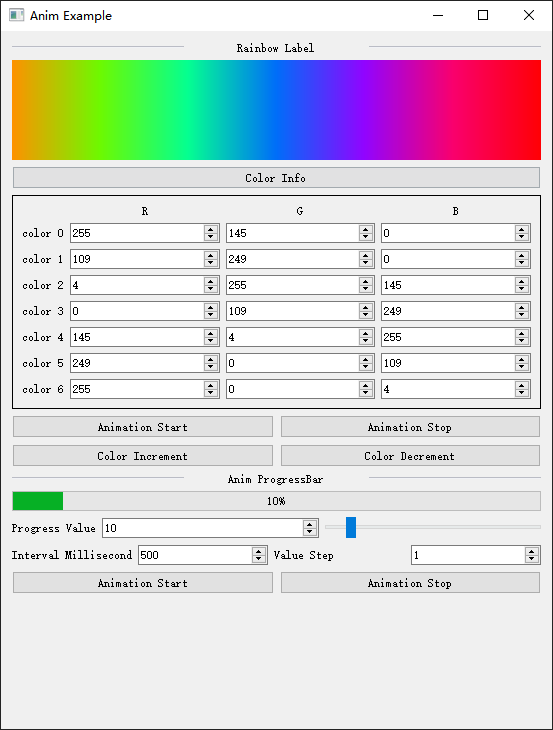 Anim Example
Rainbow Label
Color Info
R G B
color 0 255 145 0
color 1 109 249 0
color 2 4 255 145
color 3 0 109 249
color 4 145 4 255
color 5 249 0 109
color 6 255 0 4
Animation Start Animation Stop
Color Increment Color Decrement
Anim ProgressBar
10%
Progress Value 10
Interval Millisecond 500 Value Step 1
Animation Start Animation Stop